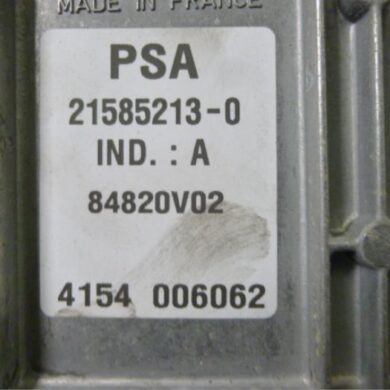 MADE IN FRANCE
PSA
21585213-0
IND. : A
84820V02
4154 006062